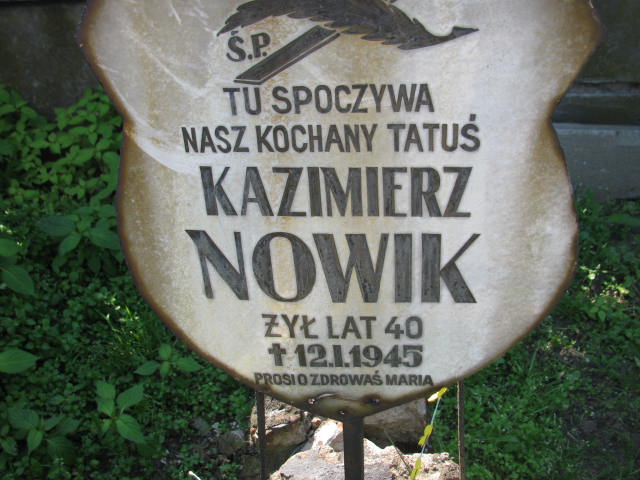 Ś.P.
TU SPOCZYWA
NASZ KOCHANY TATUŚ
KAZIMIERZ
NOWIK
ŻYŁ LAT 40
† 12.I.1945
PROSI O ZDROWAŚ MARIA